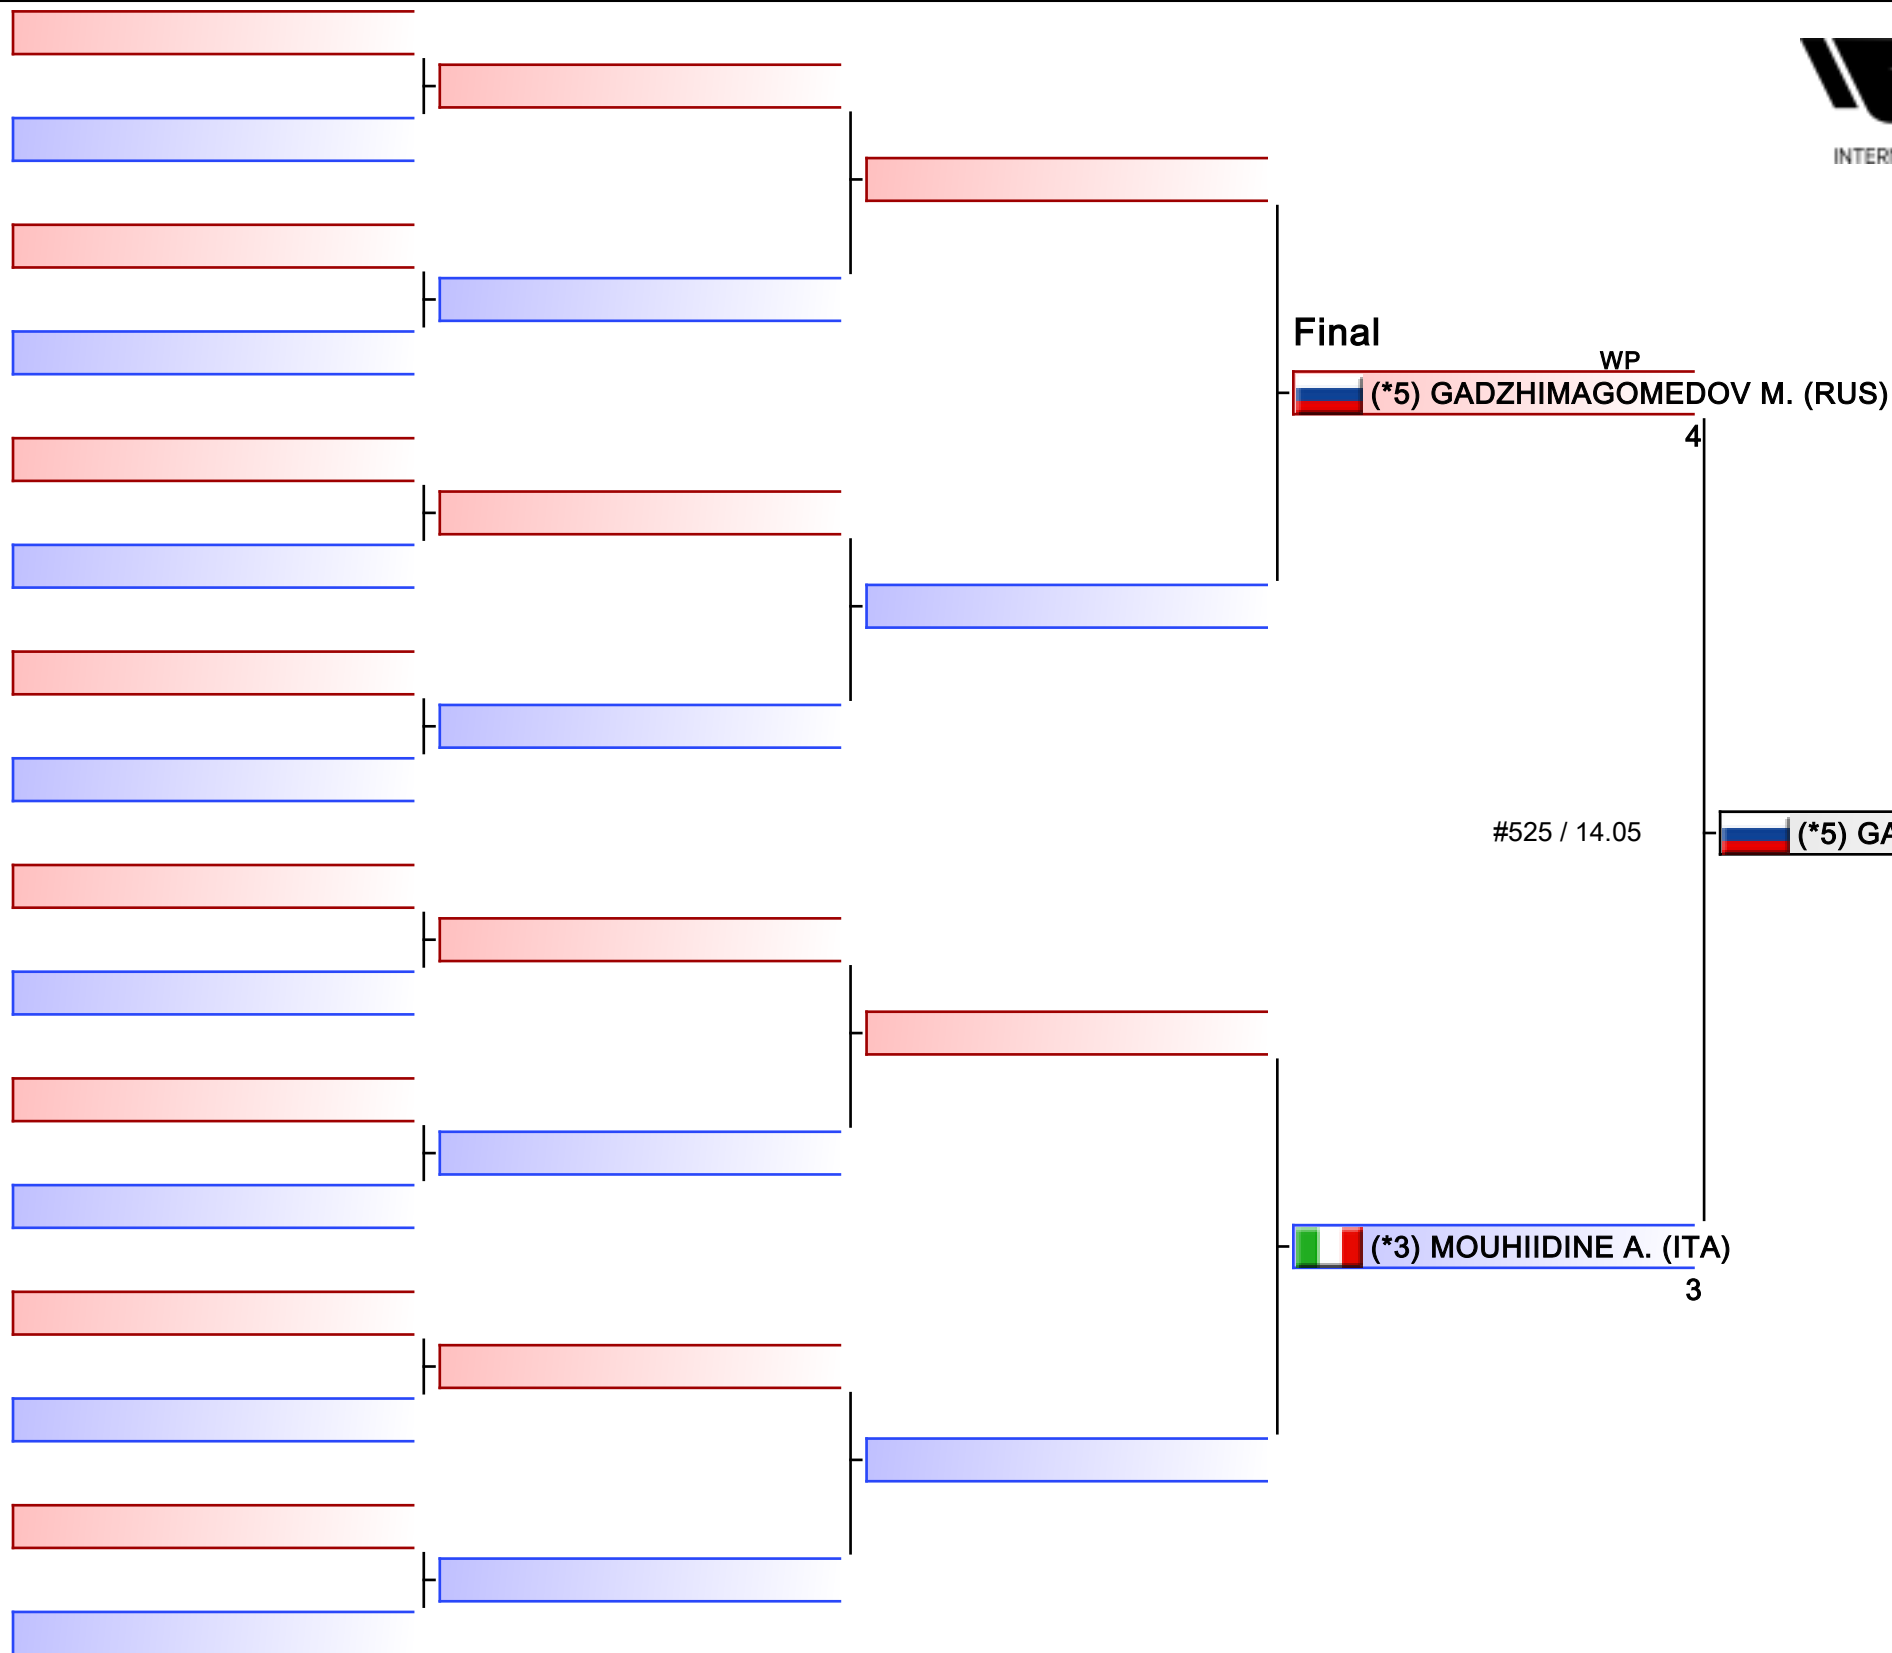 INTER
Final
WP
(*5) GADZHIMAGOMEDOV M. (RUS)
4
#525 / 14.05
(*5) GA
(*3) MOUHIIDINE A. (ITA)
3